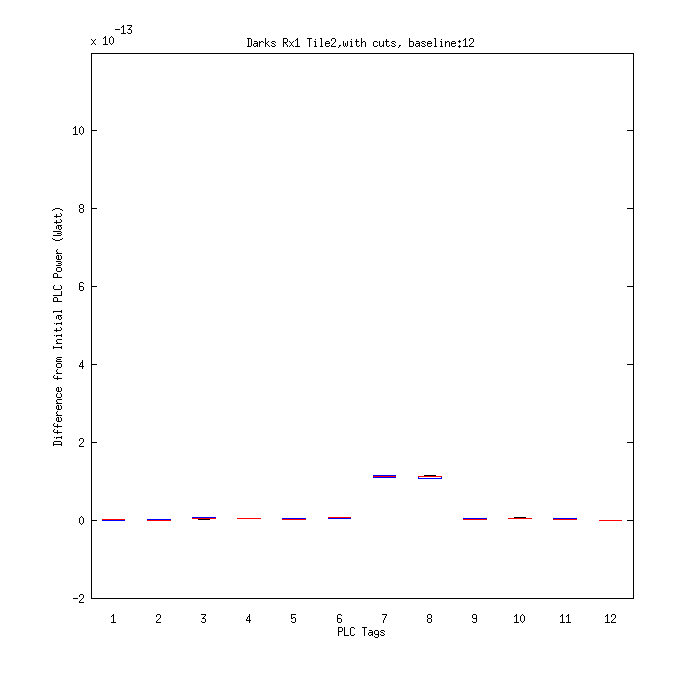 x 10-13
Darks Rx1 Tile2,with cuts, baseline:12
10
8
6
4
2
0
-2
Difference from Initial PLC Power (Watt)
1 2 3 4 5 6 7 8 9 10 11 12
PLC Tags